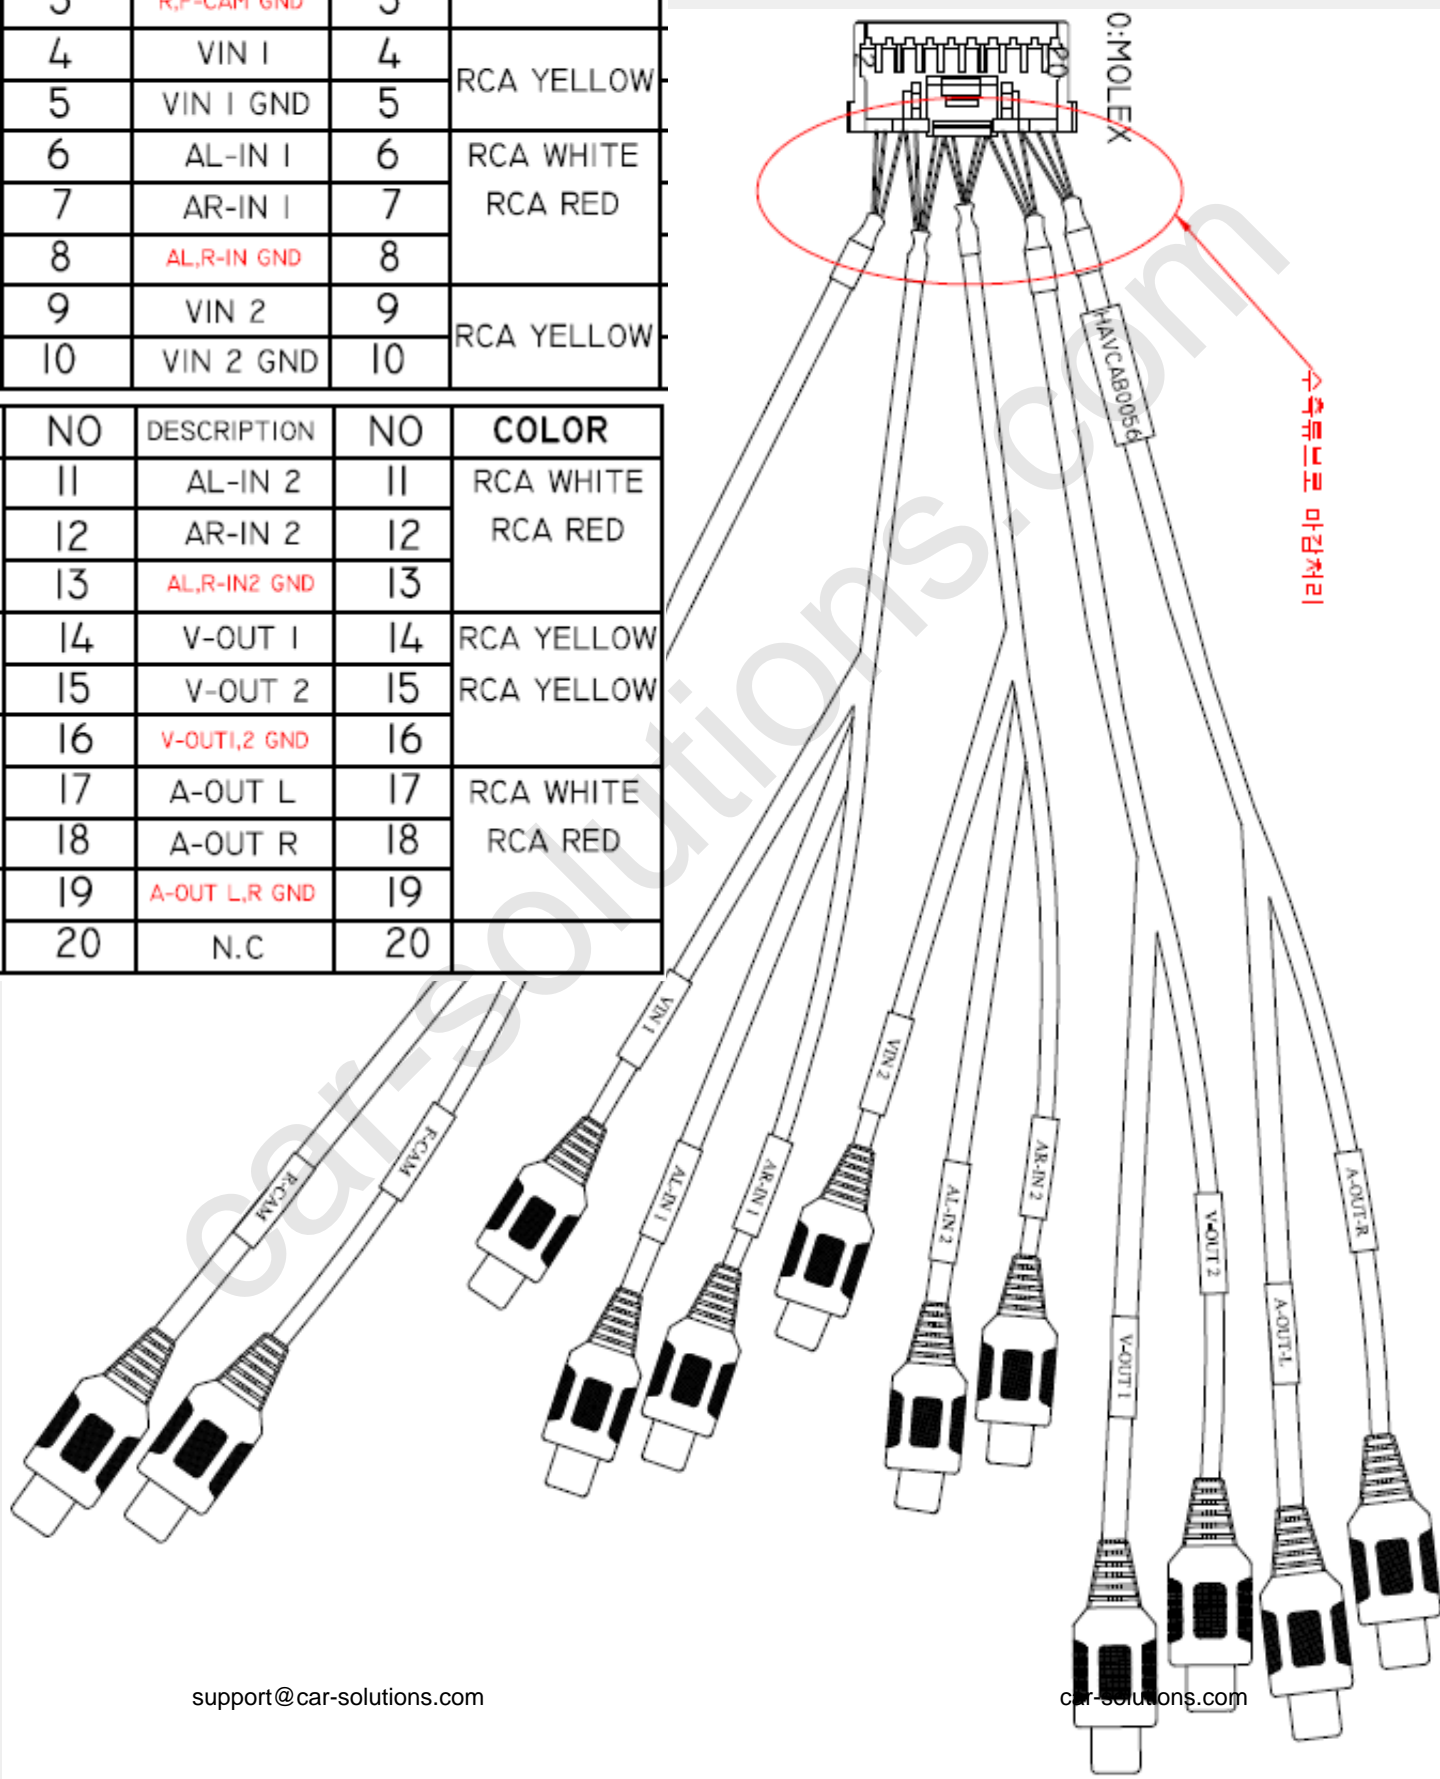 3 R,F-CAM GND 3
4 VIN 1 4 RCA YELLOW
5 VIN 1 GND 5
6 AL-IN 1 6 RCA WHITE
7 AR-IN 1 7 RCA RED
8 AL,R-IN GND 8
9 VIN 2 9 RCA YELLOW
10 VIN 2 GND 10
NO DESCRIPTION NO COLOR
11 AL-IN 2 11 RCA WHITE
12 AR-IN 2 12 RCA RED
13 AL,R-IN2 GND 13
14 V-OUT 1 14 RCA YELLOW
15 V-OUT 2 15 RCA YELLOW
16 V-OUT1,2 GND 16
17 A-OUT L 17 RCA WHITE
18 A-OUT R 18 RCA RED
19 A-OUT L,R GND 19
20 N.C 20
2
20
0:MOLEX
HAVCAB0056
수축튜브로 마감처리
R-CAM
F-CAM
VIN 1
AL-IN 1
AR-IN 1
VIN 2
AL-IN 2
AR-IN 2
V-OUT 1
V-OUT 2
A-OUT-L
A-OUT-R
car-solutions.com
support@car-solutions.com
car-solutions.com